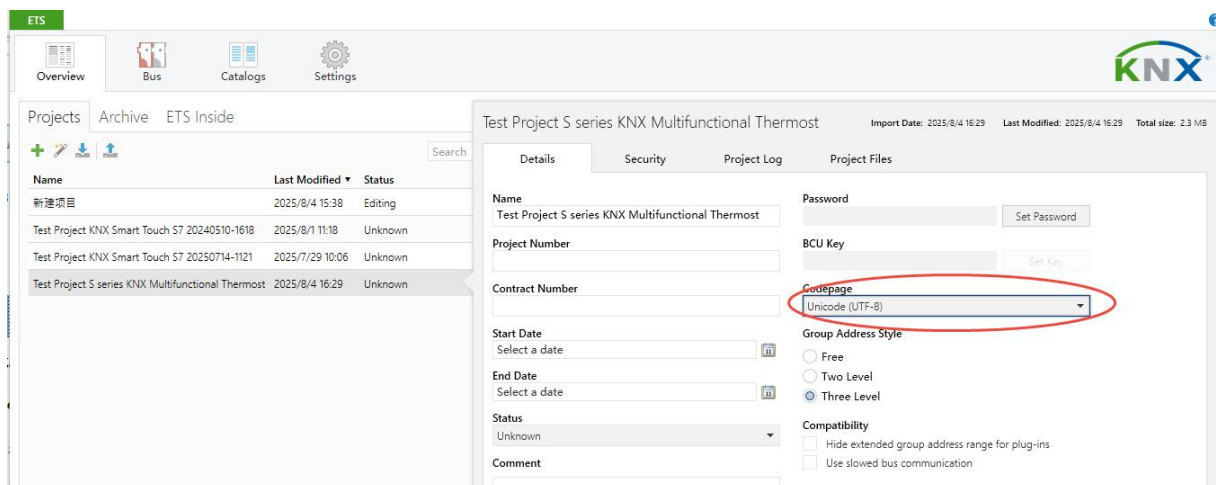 ETS
Overview Bus Catalogs Settings
KNX
Projects Archive ETS Inside
Search
Name Last Modified Status
新建项目 2025/8/4 15:38 Editing
Test Project KNX Smart Touch S7 20240510-1618 2025/8/1 11:18 Unknown
Test Project KNX Smart Touch S7 20250714-1121 2025/7/29 10:06 Unknown
Test Project S series KNX Multifunctional Thermost 2025/8/4 16:29 Unknown
Test Project S series KNX Multifunctional Thermost Import Date: 2025/8/4 16:29 Last Modified: 2025/8/4 16:29 Total size: 2.3 MB
Details Security Project Log Project Files
Name
Test Project S series KNX Multifunctional Thermost
Project Number
Contract Number
Start Date
Select a date
End Date
Select a date
Status
Unknown
Comment
Password
Set Password
BCU Key
Set Key
Codepage
Unicode (UTF-8)
Group Address Style
Free
Two Level
Three Level
Compatibility
Hide extended group address range for plug-ins
Use slowed bus communication